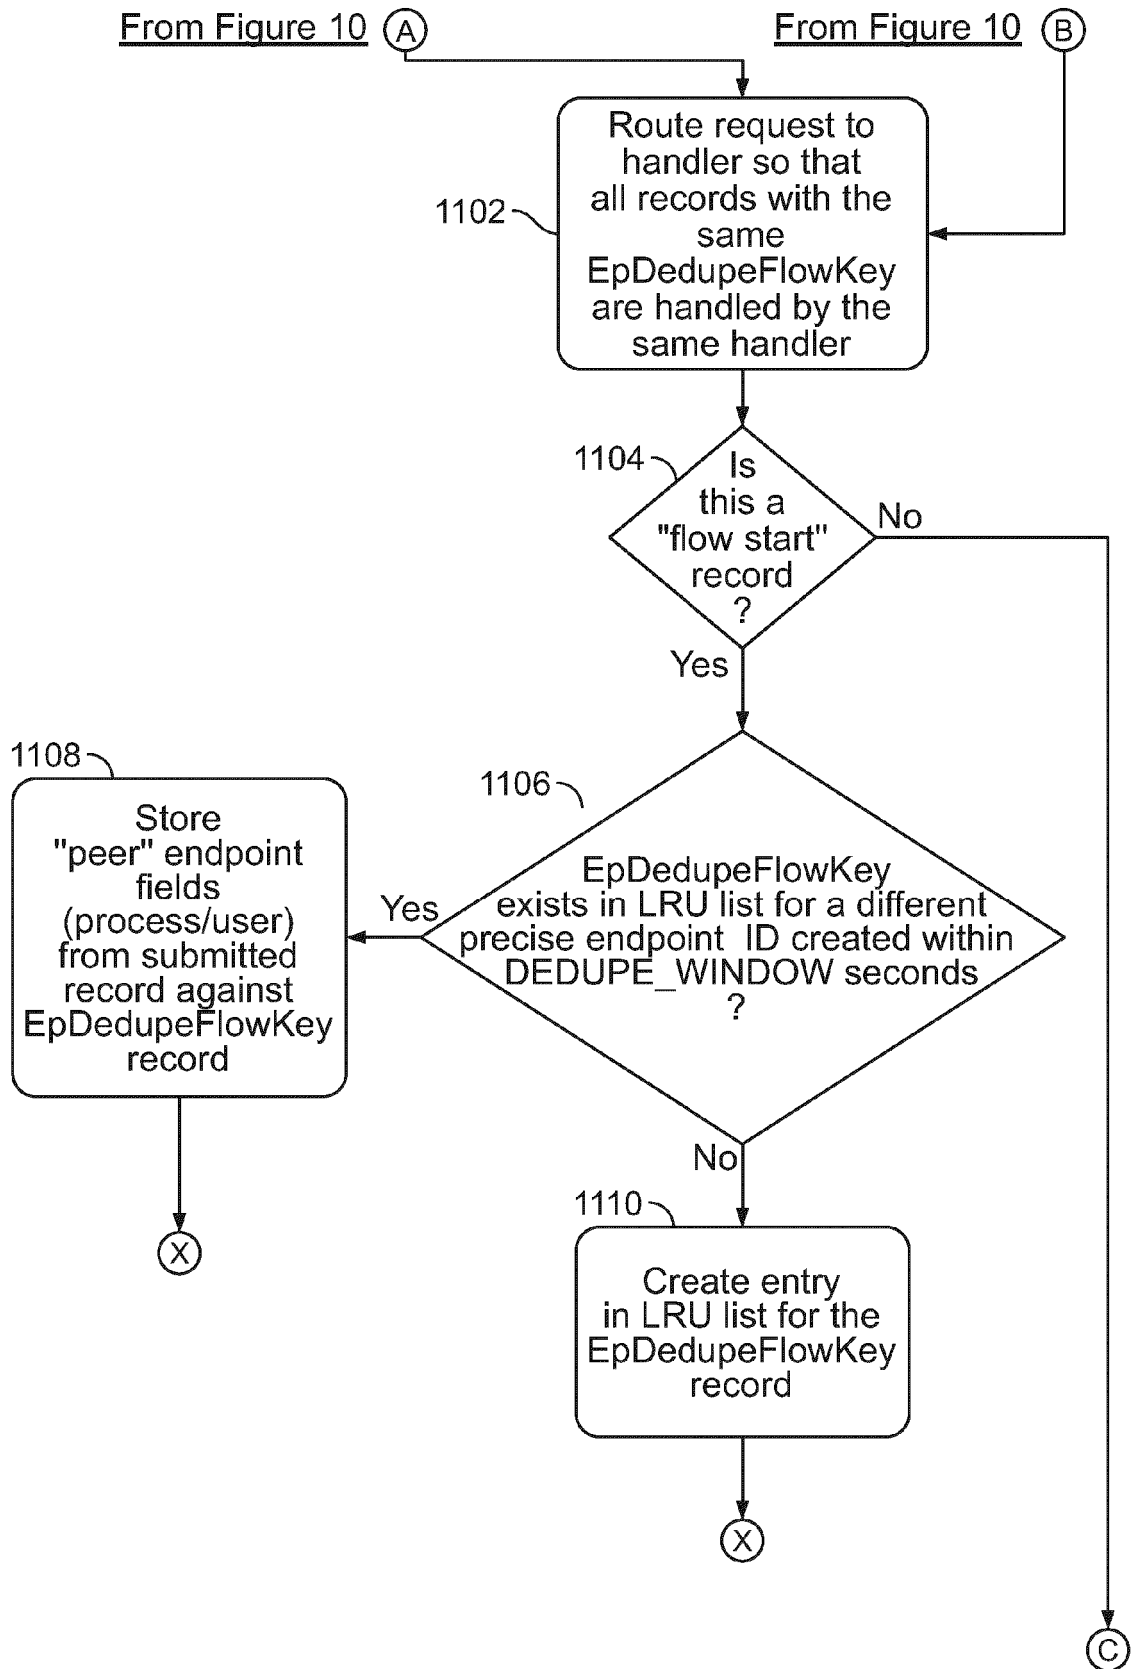 From Figure 10 A
From Figure 10 B
1102
Route request to
handler so that
all records with the
same
EpDedupeFlowKey
are handled by the
same handler
1104
Is
this a
"flow start"
record
?
No
Yes
1106
EpDedupeFlowKey
exists in LRU list for a different
precise endpoint ID created within
DEDUPE_WINDOW seconds
?
Yes
1108
Store
"peer" endpoint
fields
(process/user)
from submitted
record against
EpDedupeFlowKey
record
X
No
1110
Create entry
in LRU list for the
EpDedupeFlowKey
record
X
C